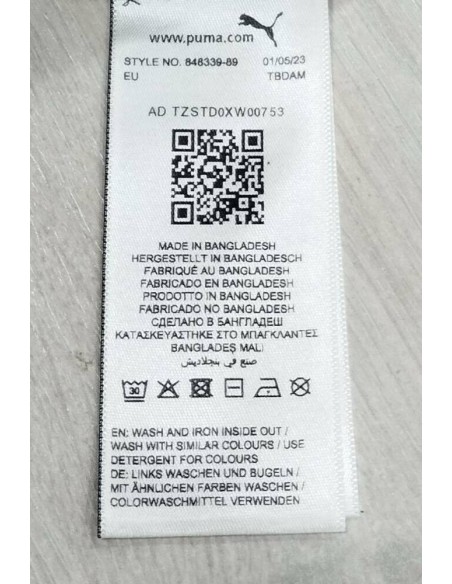 www.puma.com
STYLE NO. 848339-89 01/05/23
EU TBDAM
AD TZSTD0XW00753
MADE IN BANGLADESH
HERGESTELLT IN BANGLADESCH
FABRIQUÉ AU BANGLADESH
FABRICADO EN BANGLADESH
PRODOTTO IN BANGLADESH
FABRICADO NO BANGLADESH
СДЕЛАНО В БАНГЛАДЕШ
ΚΑΤΑΣΚΕΥΑΣΤΗΚΕ ΣΤΟ ΜΠΑΓΚΛΑΝΤΕΣ
BANGLADEŞ MALI
صنع في بنجلاديش
30
EN: WASH AND IRON INSIDE OUT /
WASH WITH SIMILAR COLOURS / USE
DETERGENT FOR COLOURS
DE: LINKS WASCHEN UND BÜGELN /
MIT ÄHNLICHEN FARBEN WASCHEN /
COLORWASCHMITTEL VERWENDEN